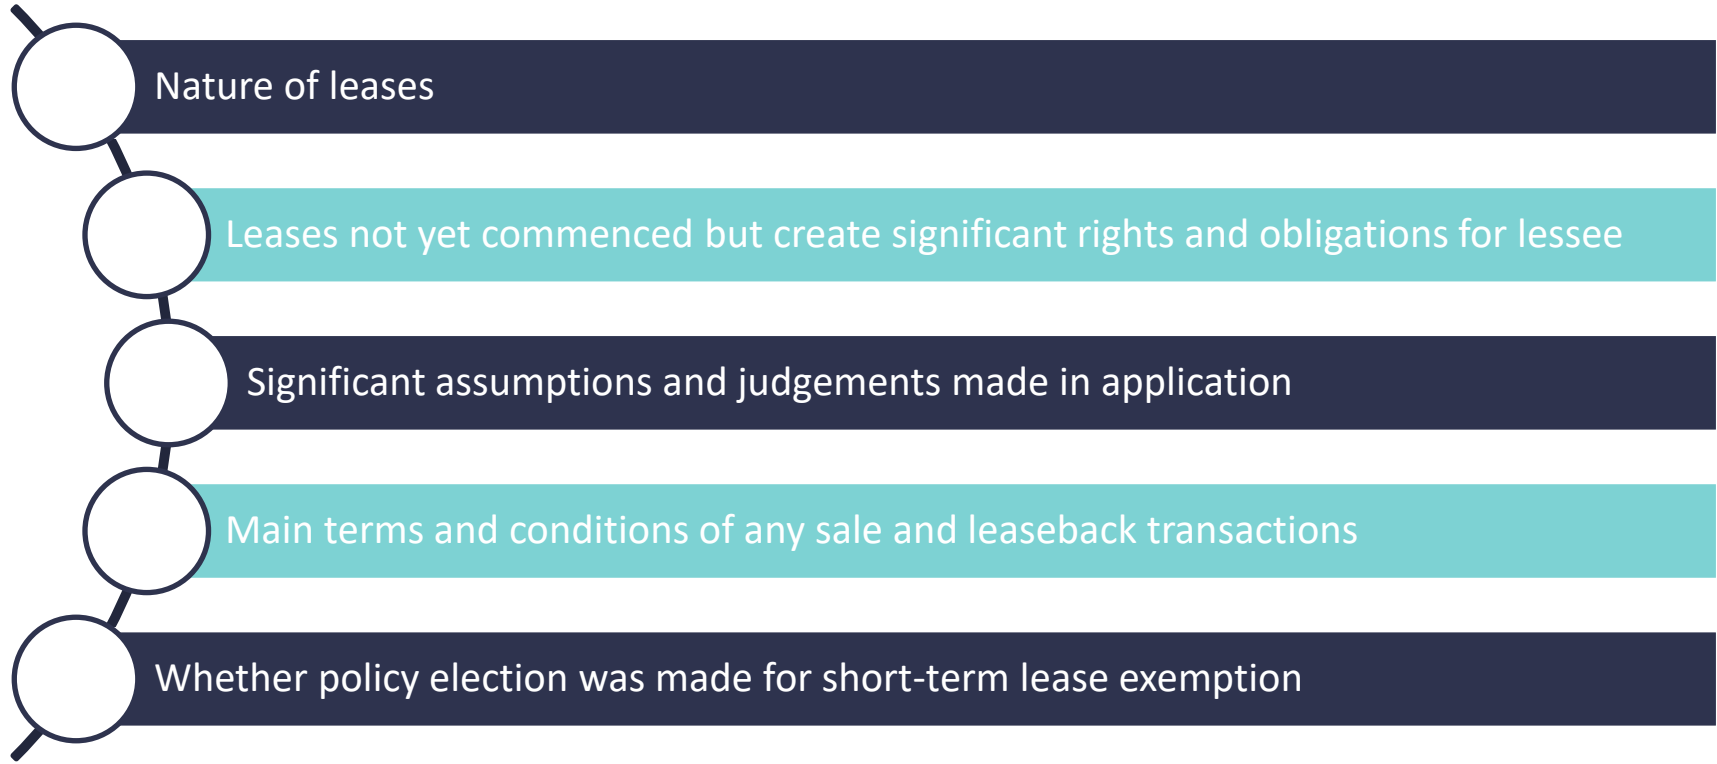 Nature of leases
Leases not yet commenced but create significant rights and obligations for lessee
Significant assumptions and judgements made in application
Main terms and conditions of any sale and leaseback transactions
Whether policy election was made for short-term lease exemption